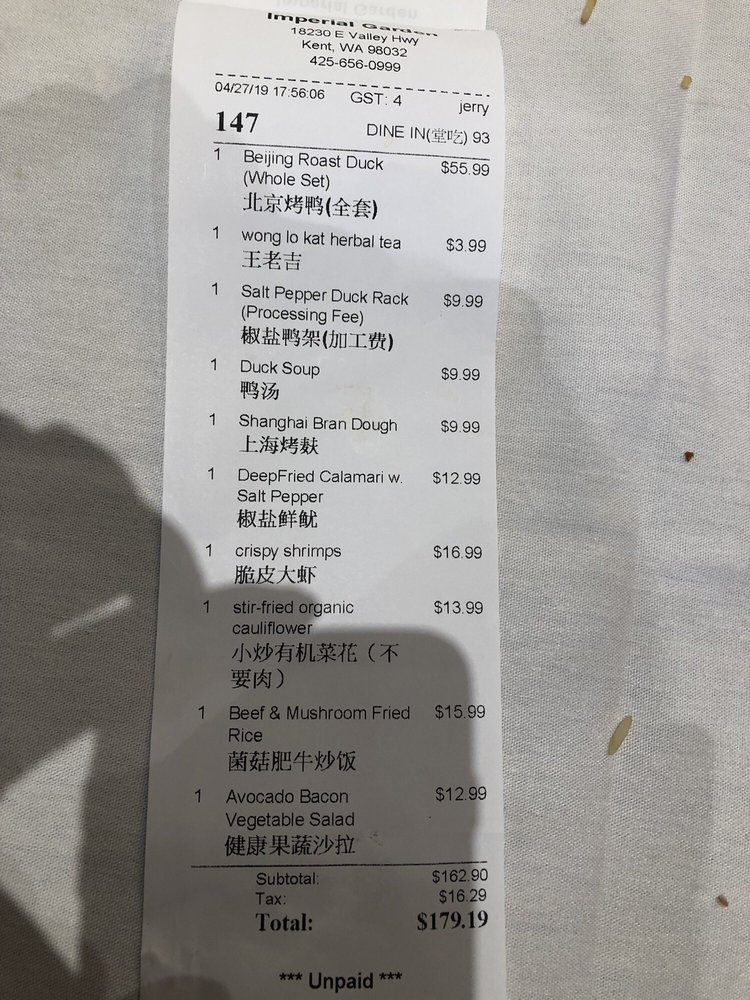 Imperial Garden
18230 E Valley Hwy
Kent, WA 98032
425-656-0999
04/27/19 17:56:06 GST: 4 jerry
147 DINE IN(堂吃) 93
1 Beijing Roast Duck $55.99
(Whole Set)
北京烤鸭(全套)
1 wong lo kat herbal tea $3.99
王老吉
1 Salt Pepper Duck Rack $9.99
(Processing Fee)
椒盐鸭架(加工费)
1 Duck Soup $9.99
鸭汤
1 Shanghai Bran Dough $9.99
上海烤麸
1 DeepFried Calamari w. $12.99
Salt Pepper
椒盐鲜鱿
1 crispy shrimps $16.99
脆皮大虾
1 stir-fried organic $13.99
cauliflower
小炒有机菜花（不
要肉）
1 Beef & Mushroom Fried $15.99
Rice
菌菇肥牛炒饭
1 Avocado Bacon $12.99
Vegetable Salad
健康果蔬沙拉
Subtotal: $162.90
Tax: $16.29
Total: $179.19
*** Unpaid ***